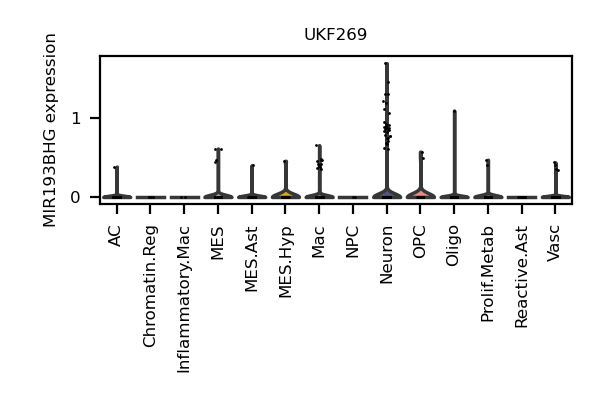 UKF269
MIR193BHG expression
1
0
AC
Chromatin.Reg
Inflammatory.Mac
MES
MES.Ast
MES.Hyp
Mac
NPC
Neuron
OPC
Oligo
Prolif.Metab
Reactive.Ast
Vasc